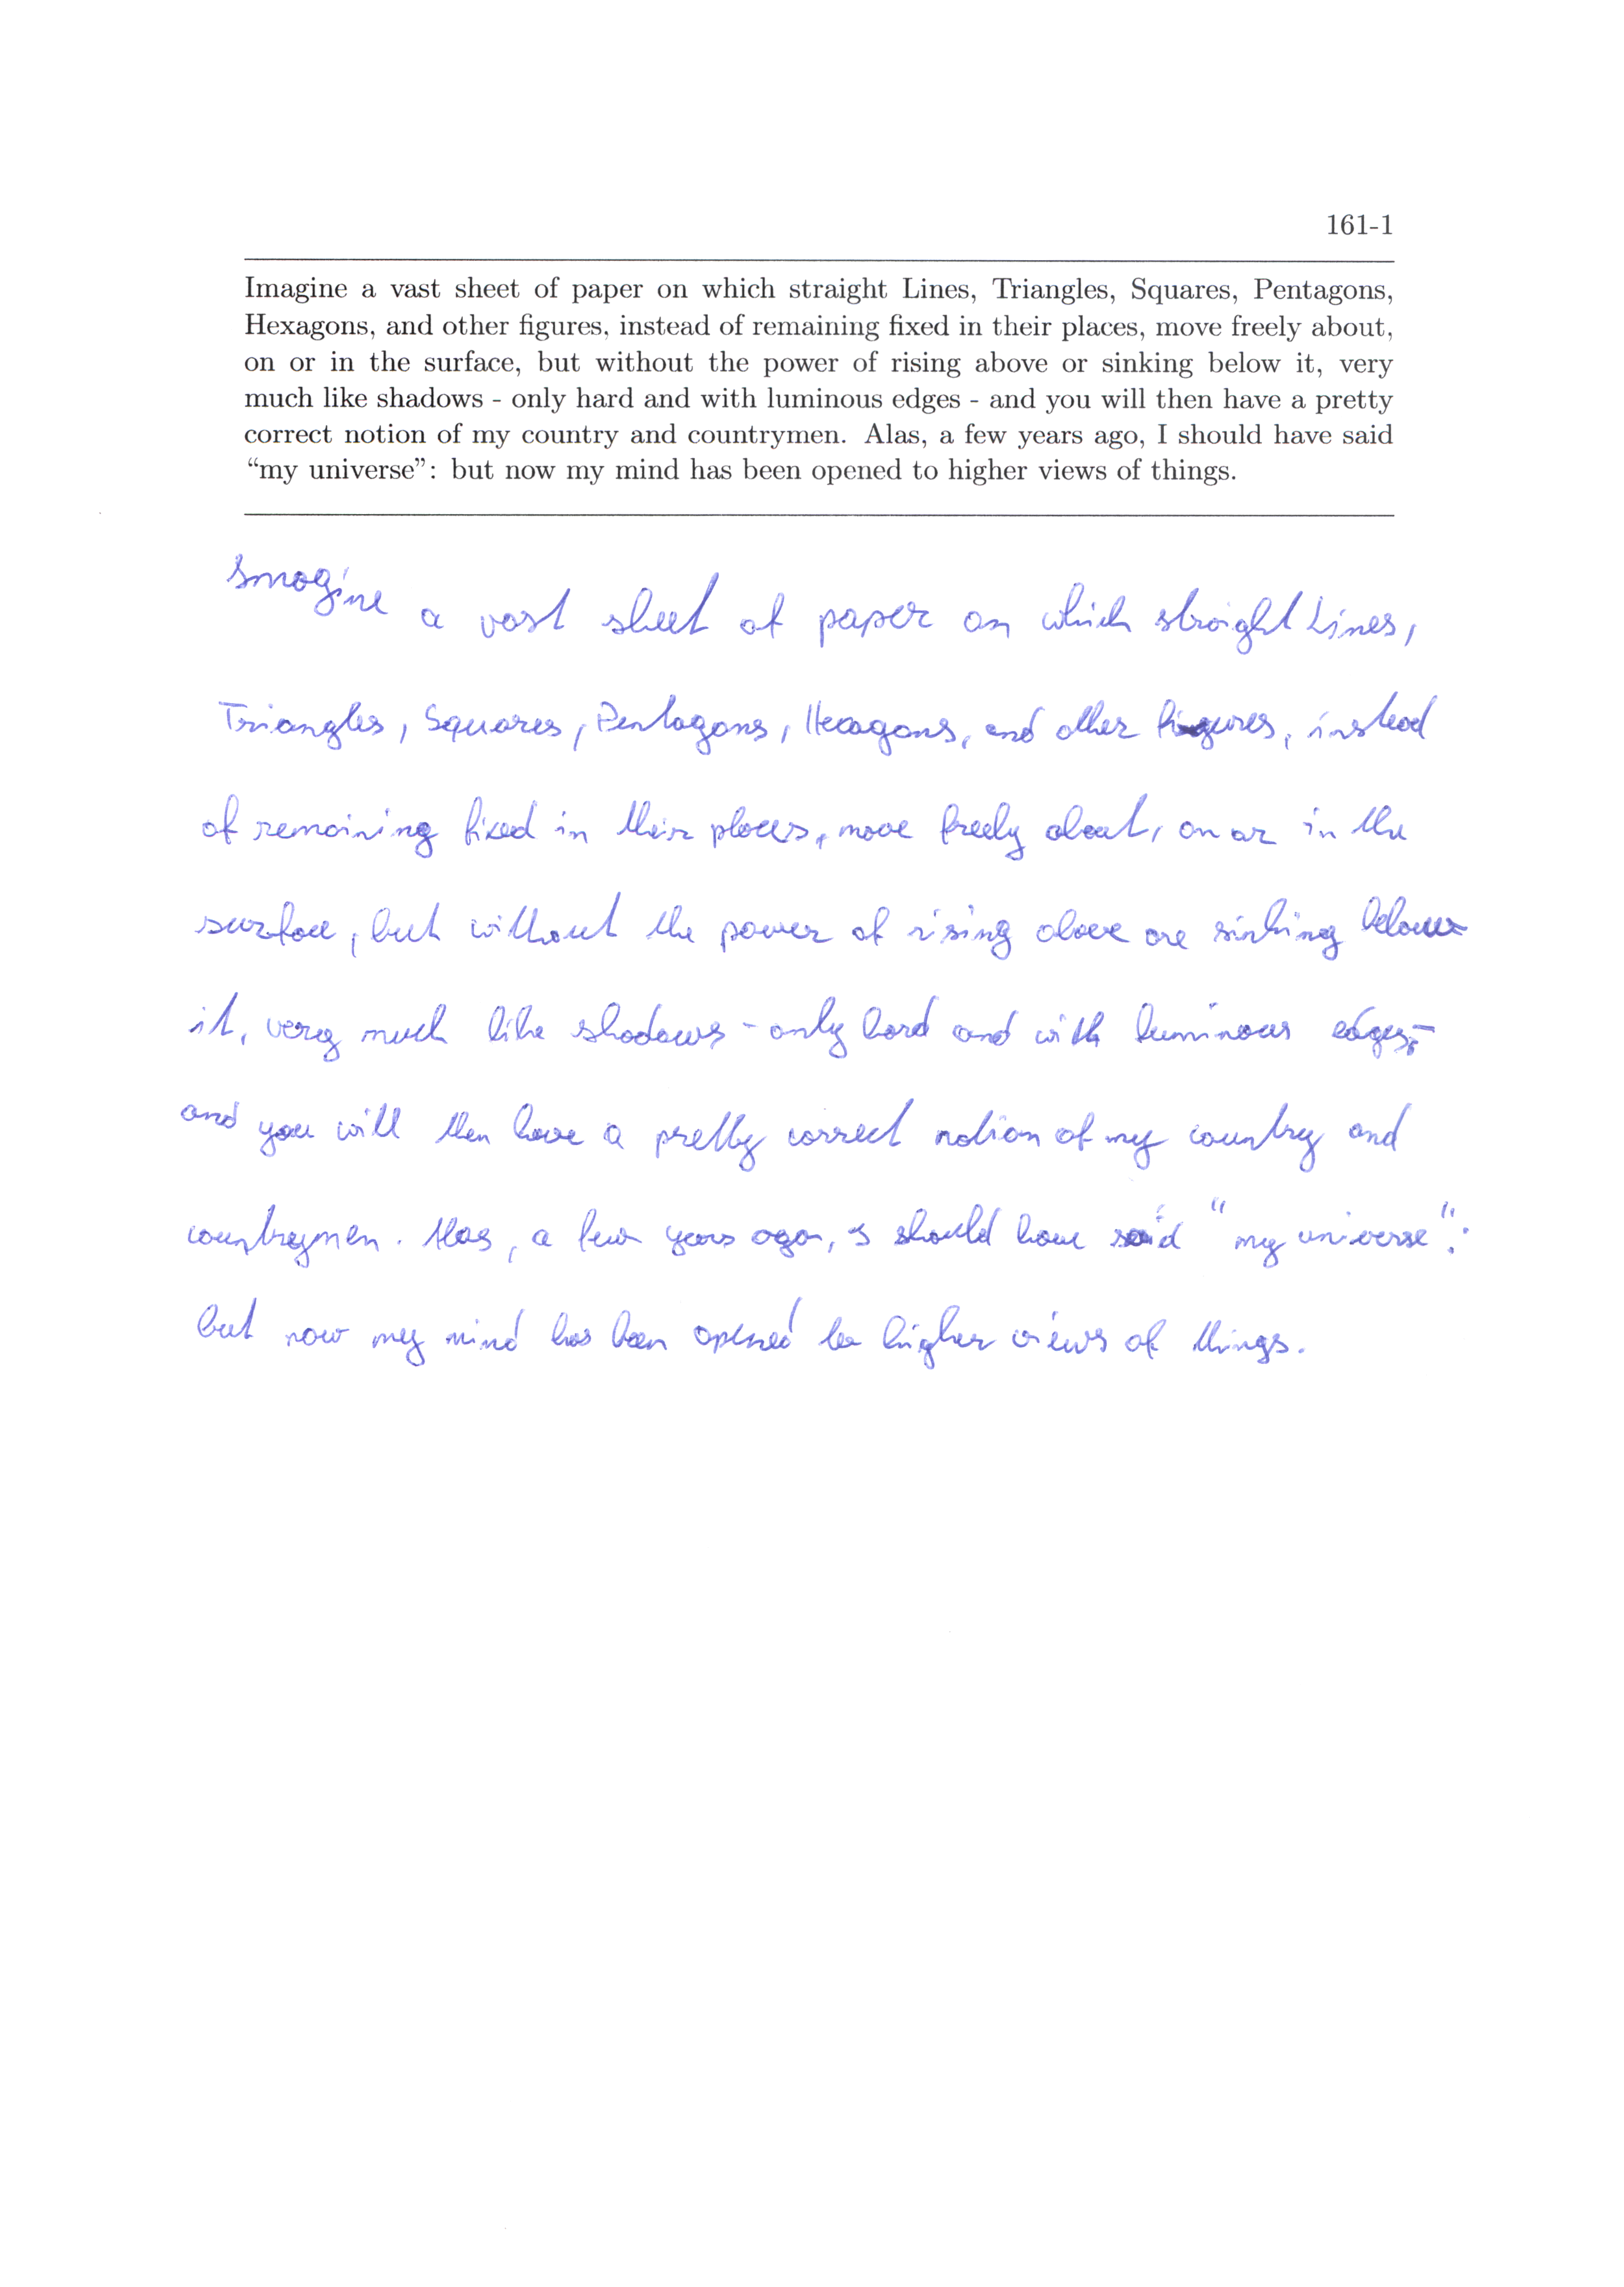 161-1
Imagine a vast sheet of paper on which straight Lines, Triangles, Squares, Pentagons,
Hexagons, and other figures, instead of remaining fixed in their places, move freely about,
on or in the surface, but without the power of rising above or sinking below it, very
much like shadows - only hard and with luminous edges - and you will then have a pretty
correct notion of my country and countrymen. Alas, a few years ago, I should have said
“my universe”: but now my mind has been opened to higher views of things.
Imagine a vast sheet of paper on which straight Lines,
Triangles, Squares, Pentagons, Hexagons, and other figures, instead
of remaining fixed in their places, move freely about, on or in the
surface, but without the power of rising above ore sinking below
it, very much like shadows - only hard and with luminous edges,-
and you will then have a pretty correct notion of my country and
countrymen. Alas, a few years ago, I should have said "my universe":
but now my mind has been opened to higher views of things.